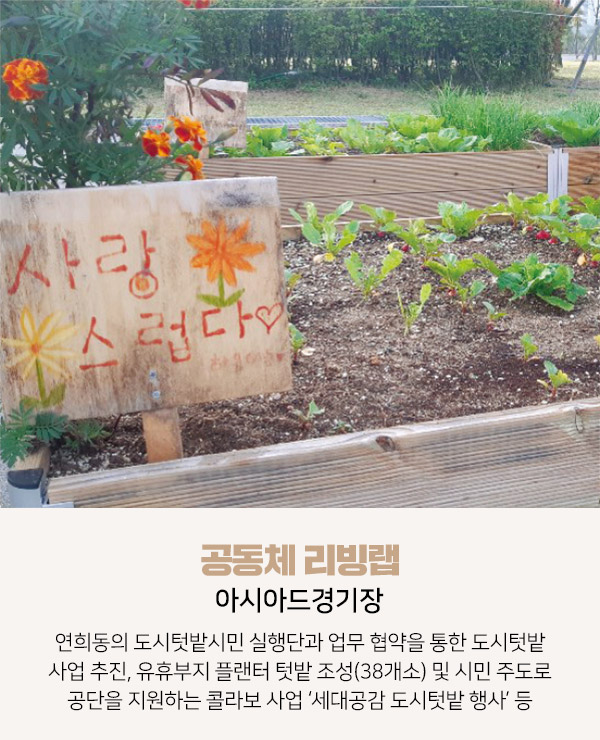 사랑
스럽다♡
공동체 리빙랩
아시아드경기장
연희동의 도시텃밭시민 실행단과 업무 협약을 통한 도시텃밭
사업 추진, 유휴부지 플랜터 텃밭 조성(38개소) 및 시민 주도로
공단을 지원하는 콜라보 사업 ‘세대공감 도시텃밭 행사’ 등